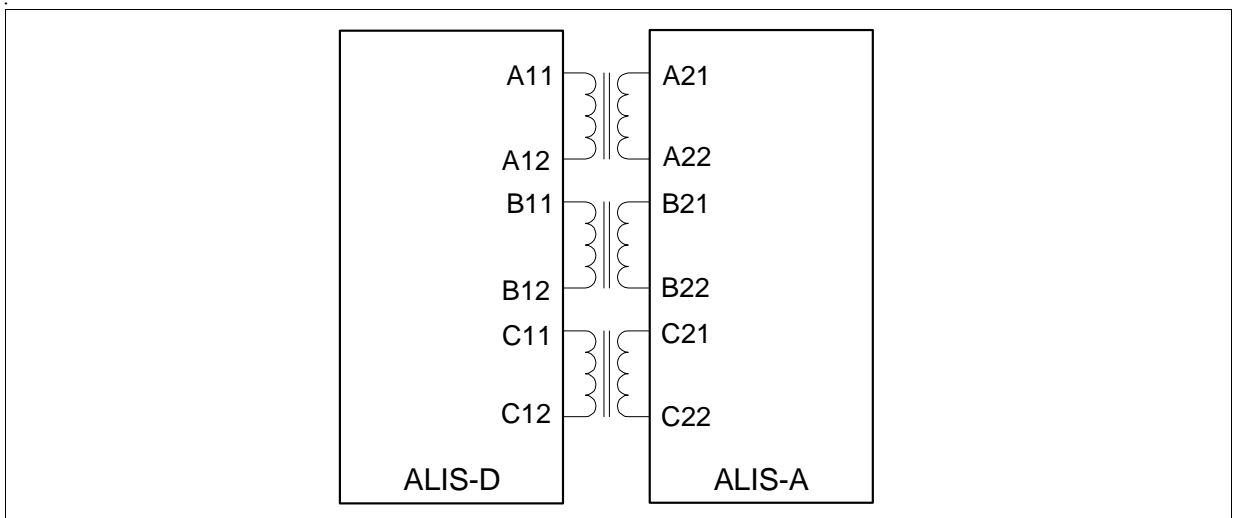 A11 A21
A12 A22
B11 B21
B12 B22
C11 C21
C12 C22
ALIS-D ALIS-A